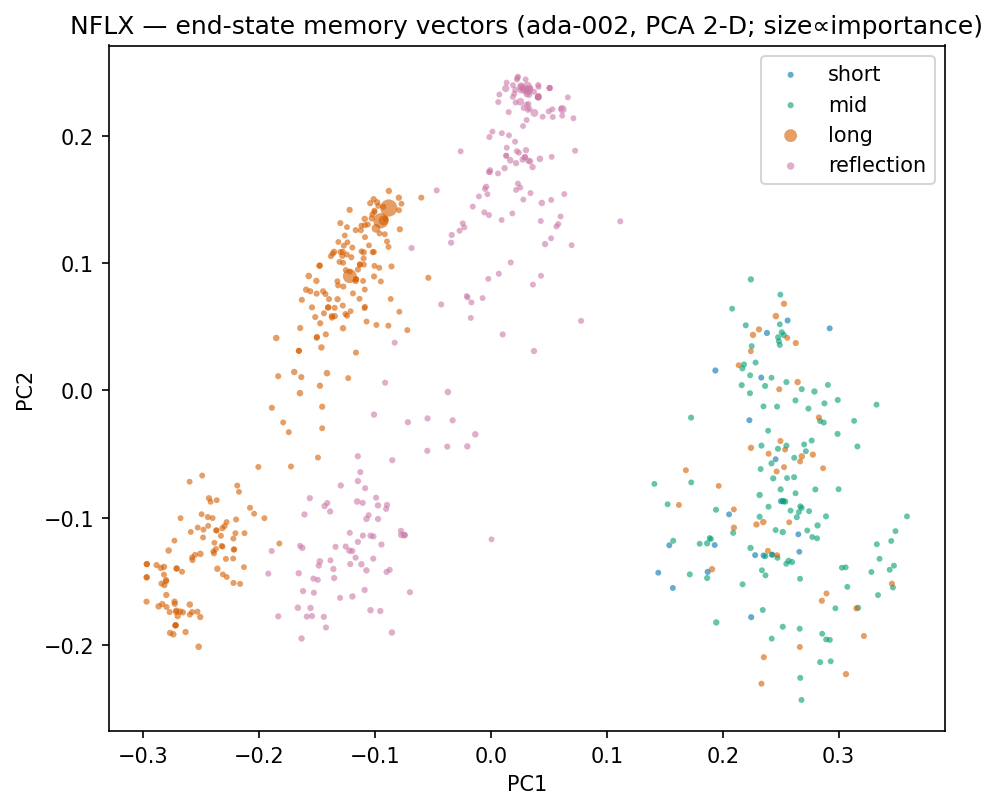 NFLX — end-state memory vectors (ada-002, PCA 2-D; size∝importance)
short
mid
long
reflection
PC2
0.2
0.1
0.0
−0.1
−0.2
−0.3
−0.2
−0.1
0.0
0.1
0.2
0.3
PC1